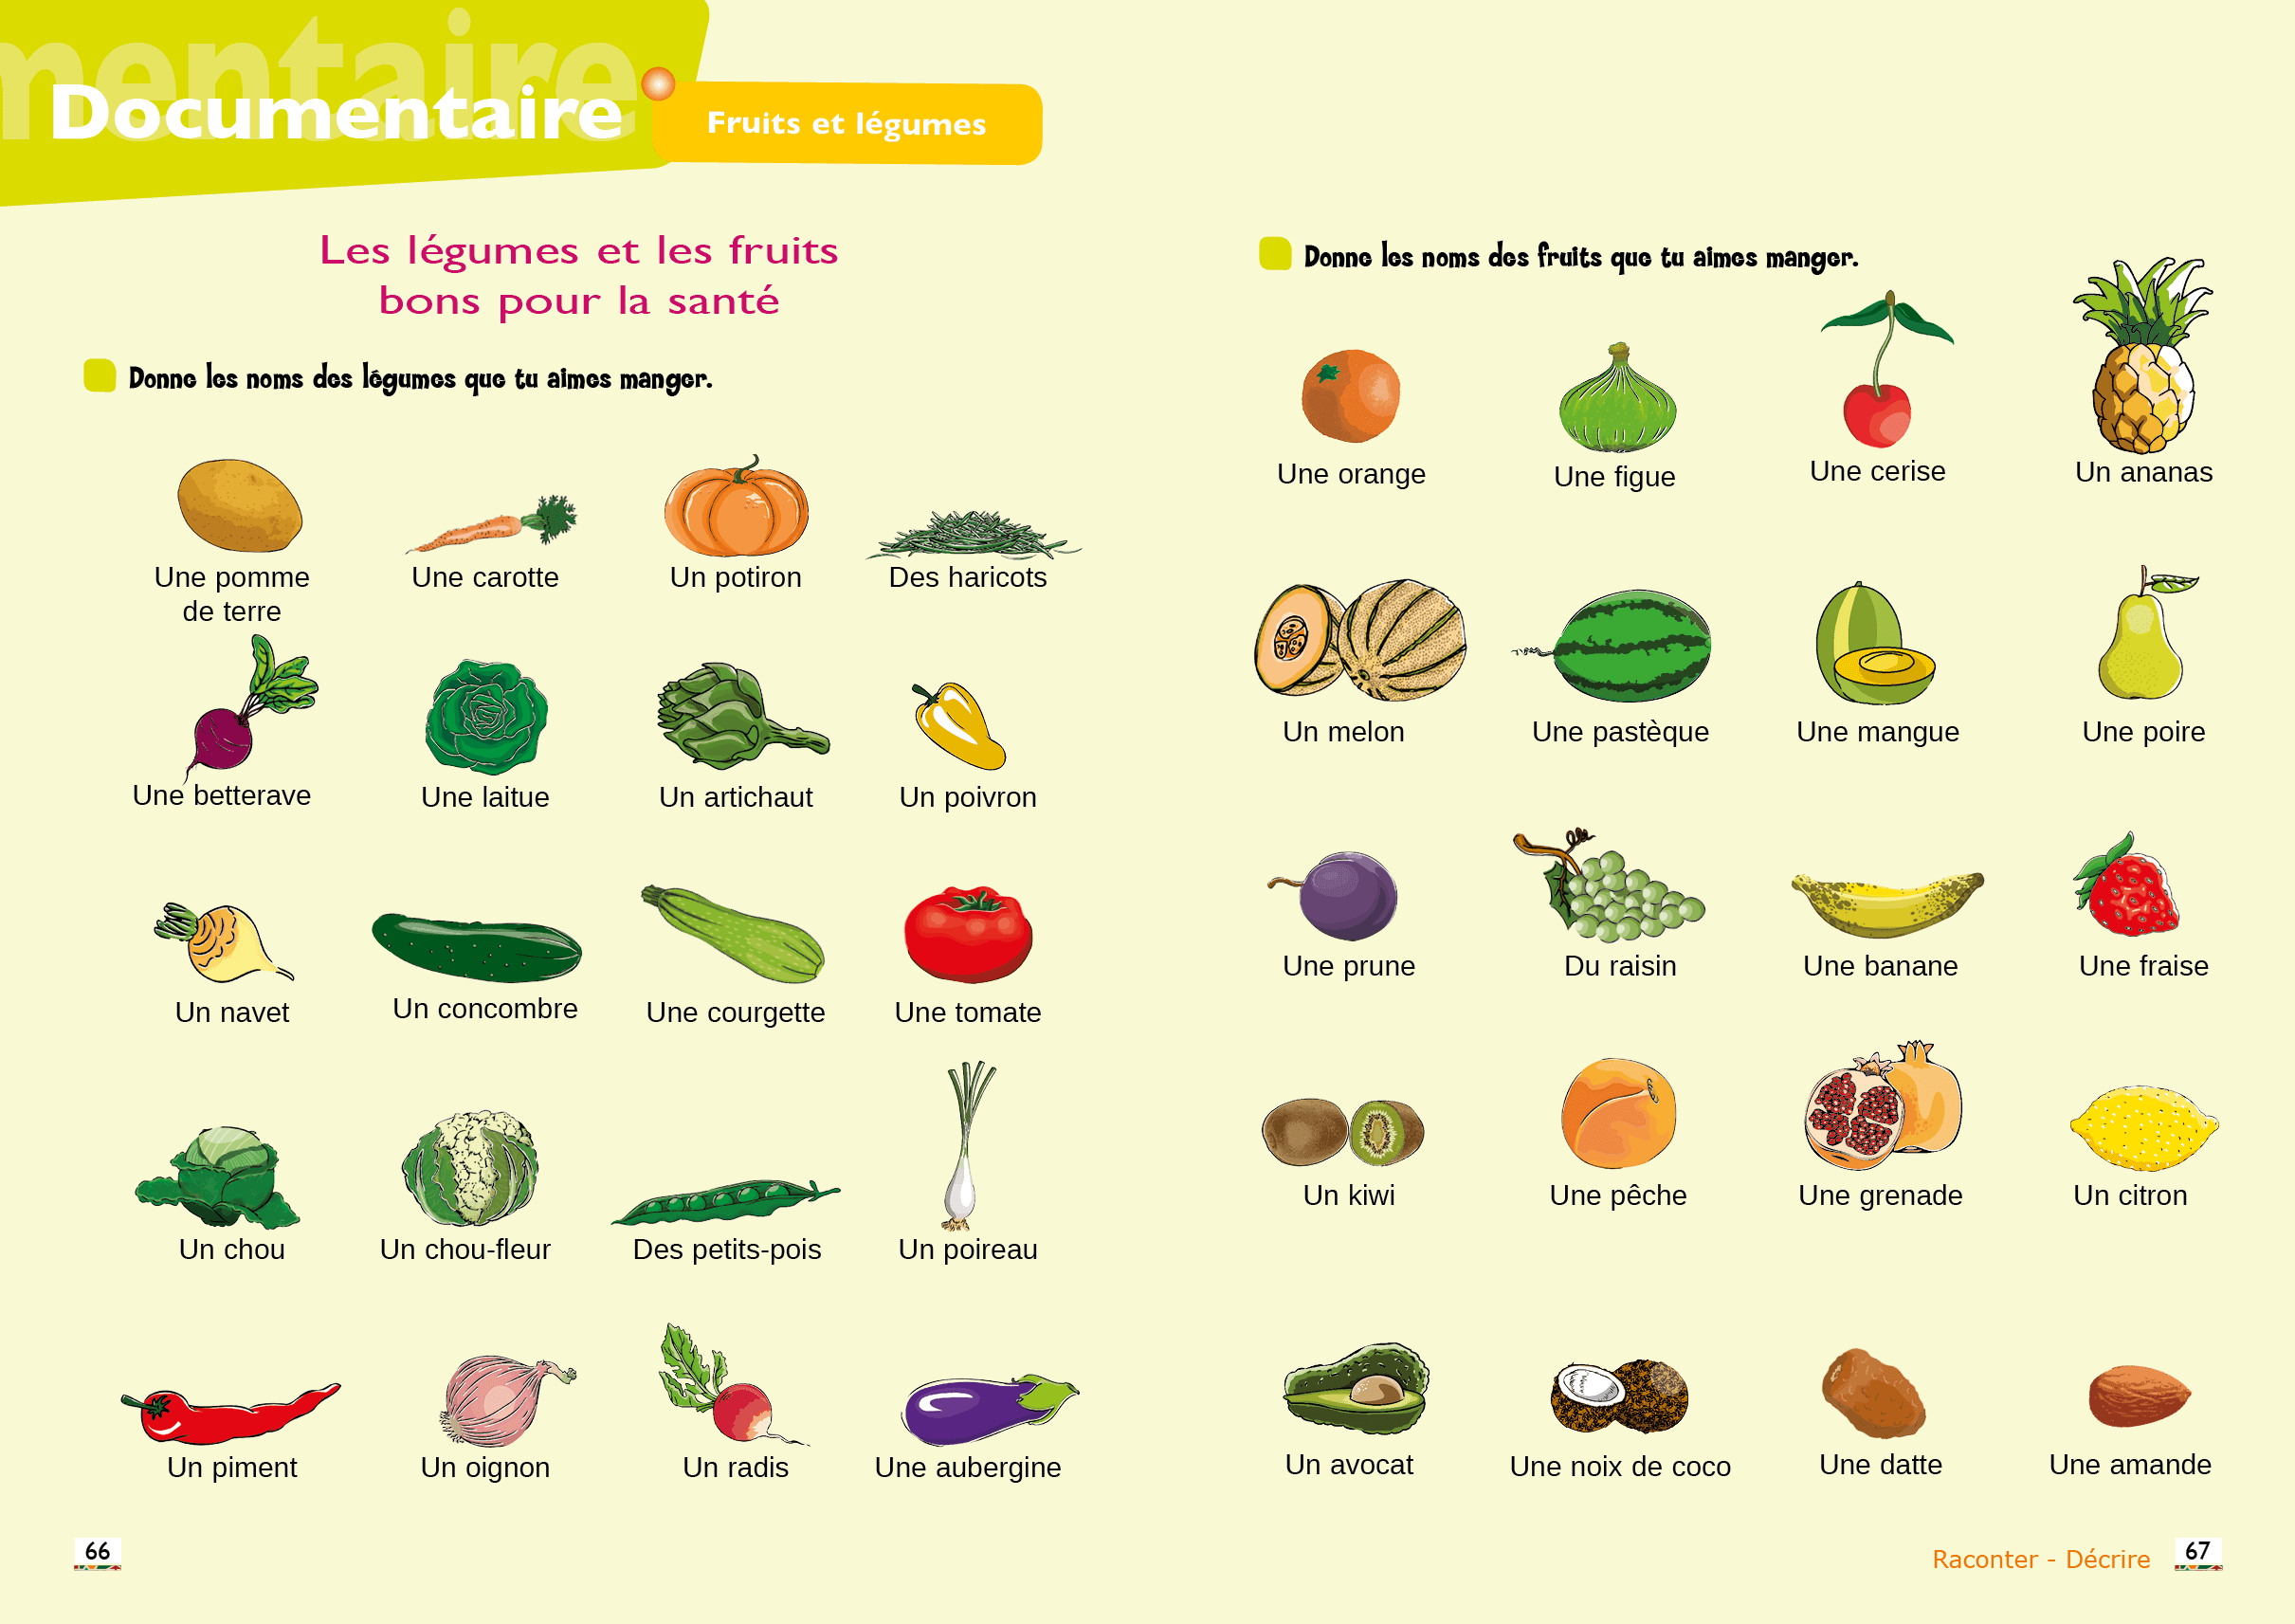 mentaire
Documentaire
Fruits et légumes
Les légumes et les fruits
bons pour la santé
Donne les noms des légumes que tu aimes manger.
Une pomme
de terre
Une carotte
Un potiron
Des haricots
Une betterave
Une laitue
Un artichaut
Un poivron
Un navet
Un concombre
Une courgette
Une tomate
Un chou
Un chou-fleur
Des petits-pois
Un poireau
Un piment
Un oignon
Un radis
Une aubergine
66
Donne les noms des fruits que tu aimes manger.
Une orange
Une figue
Une cerise
Un ananas
Un melon
Une pastèque
Une mangue
Une poire
Une prune
Du raisin
Une banane
Une fraise
Un kiwi
Une pêche
Une grenade
Un citron
Un avocat
Une noix de coco
Une datte
Une amande
Raconter - Décrire
67